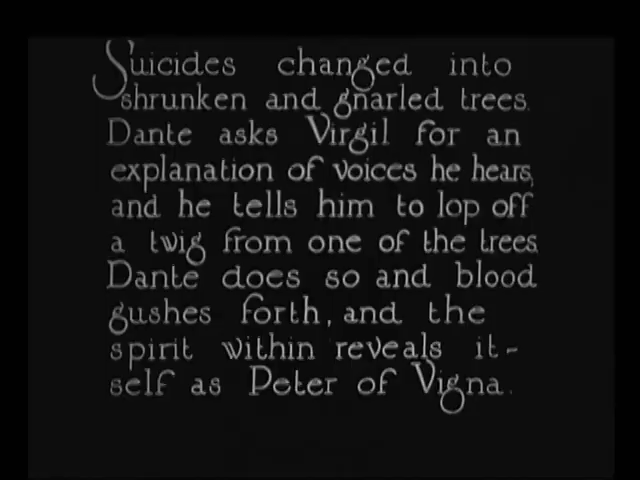 Suicides changed into
shrunken and gnarled trees.
Dante asks Virgil for an
explanation of voices he hears,
and he tells him to lop off
a twig from one of the trees
Dante does so and blood
gushes forth, and the
spirit within reveals it-
self as Peter of Vigna.